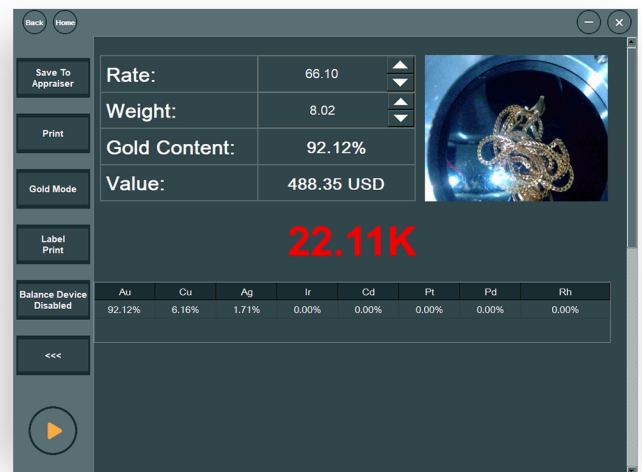 Back Home
Save To
Appraiser
Print
Gold Mode
Label
Print
Balance Device
Disabled
<<<
Rate: 66.10
Weight: 8.02
Gold Content: 92.12%
Value: 488.35 USD
22.11K
Au Cu Ag Ir Cd Pt Pd Rh
92.12% 6.16% 1.71% 0.00% 0.00% 0.00% 0.00% 0.00%